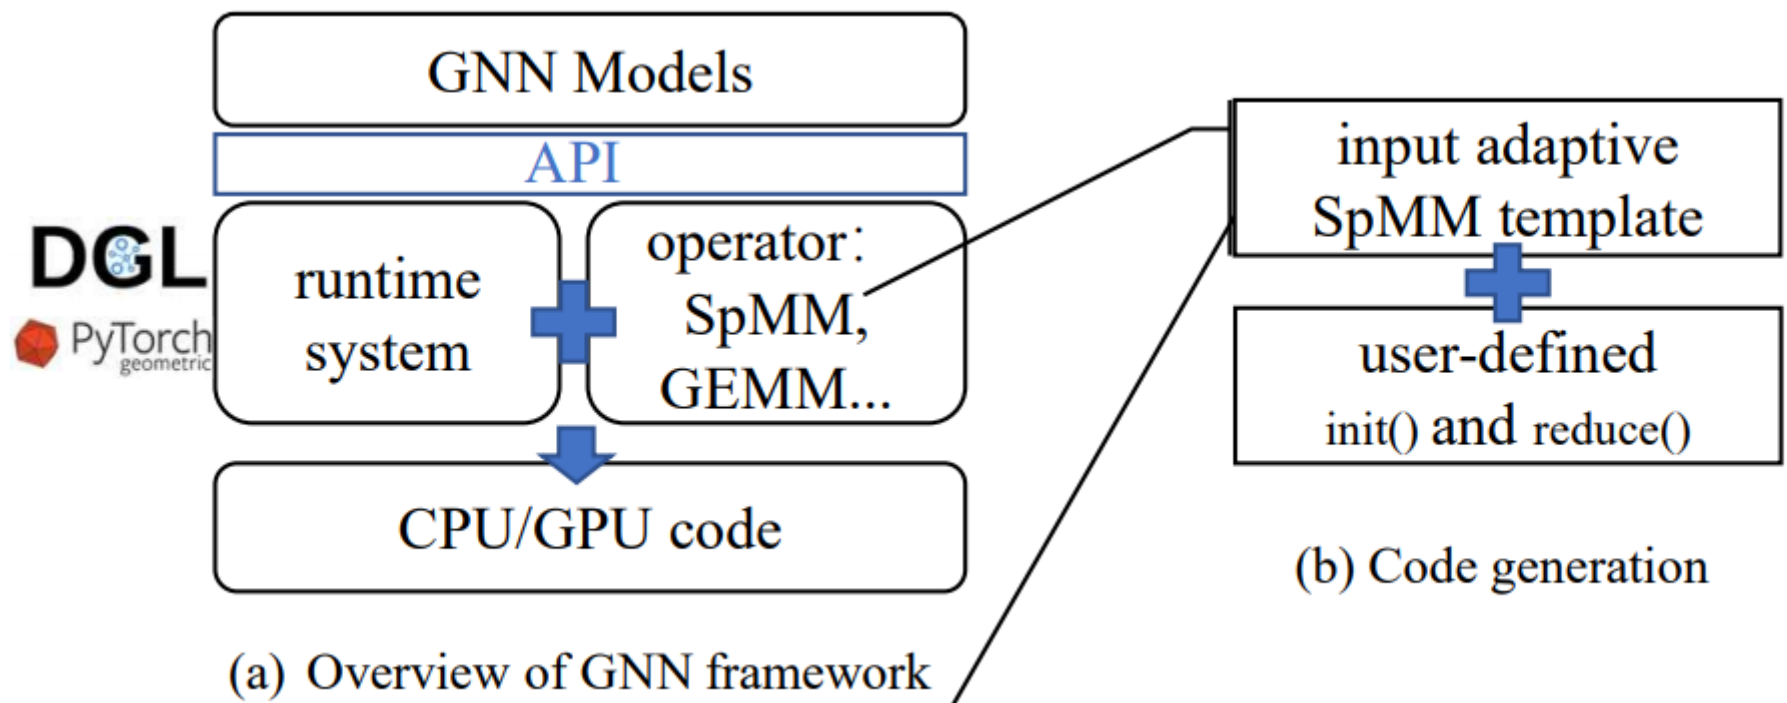 GNN Models
API
DGL
PyTorch
geometric
runtime
system
operator:
SpMM,
GEMM...
CPU/GPU code
(a) Overview of GNN framework
input adaptive
SpMM template
user-defined
init() and reduce()
(b) Code generation